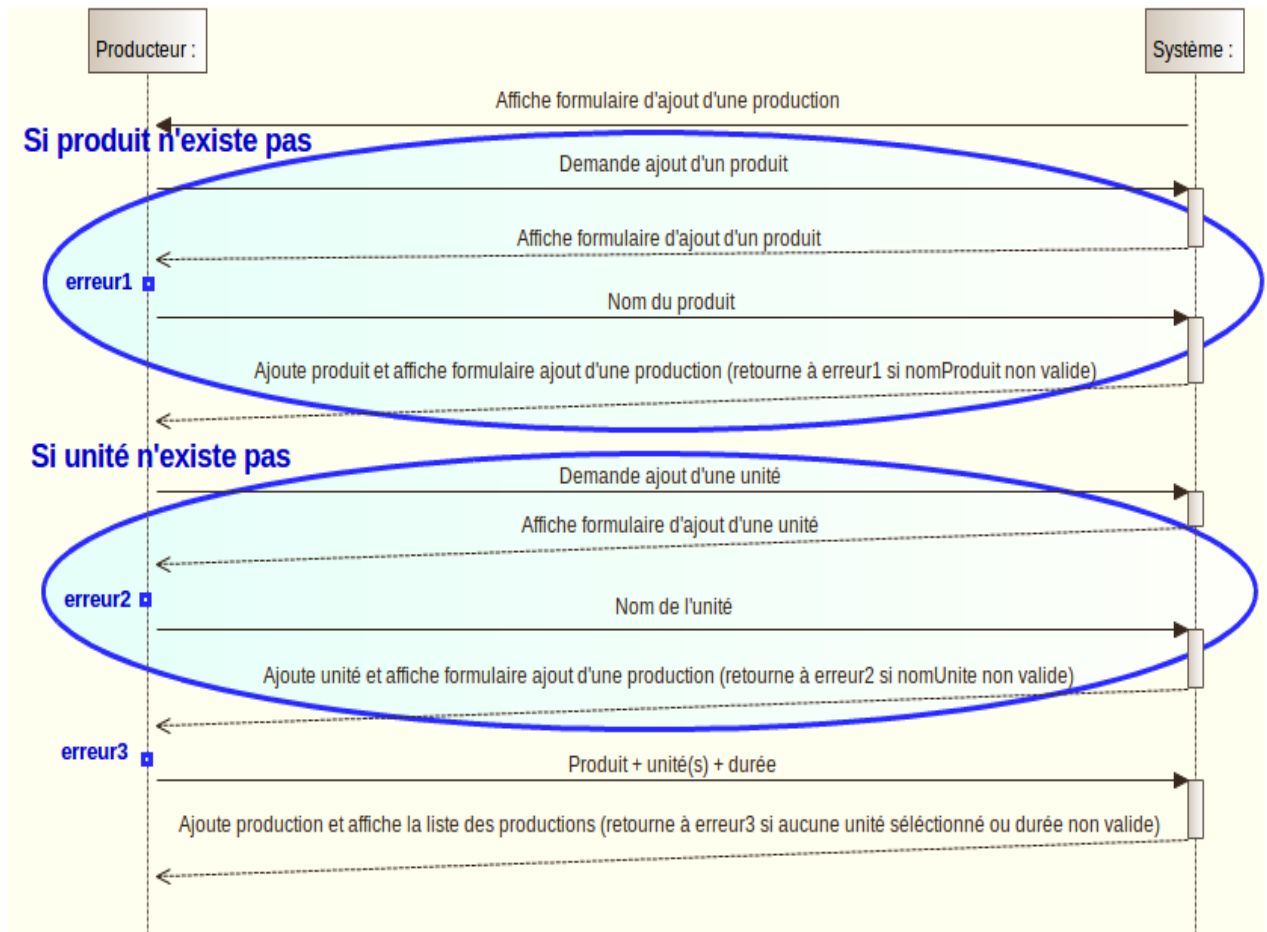 Producteur :
Système :
Affiche formulaire d'ajout d'une production
Si produit n'existe pas
Demande ajout d'un produit
Affiche formulaire d'ajout d'un produit
erreur1
Nom du produit
Ajoute produit et affiche formulaire ajout d'une production (retourne à erreur1 si nomProduit non valide)
Si unité n'existe pas
Demande ajout d'une unité
Affiche formulaire d'ajout d'une unité
erreur2
Nom de l'unité
Ajoute unité et affiche formulaire ajout d'une production (retourne à erreur2 si nomUnite non valide)
erreur3
Produit + unité(s) + durée
Ajoute production et affiche la liste des productions (retourne à erreur3 si aucune unité séléctionné ou durée non valide)